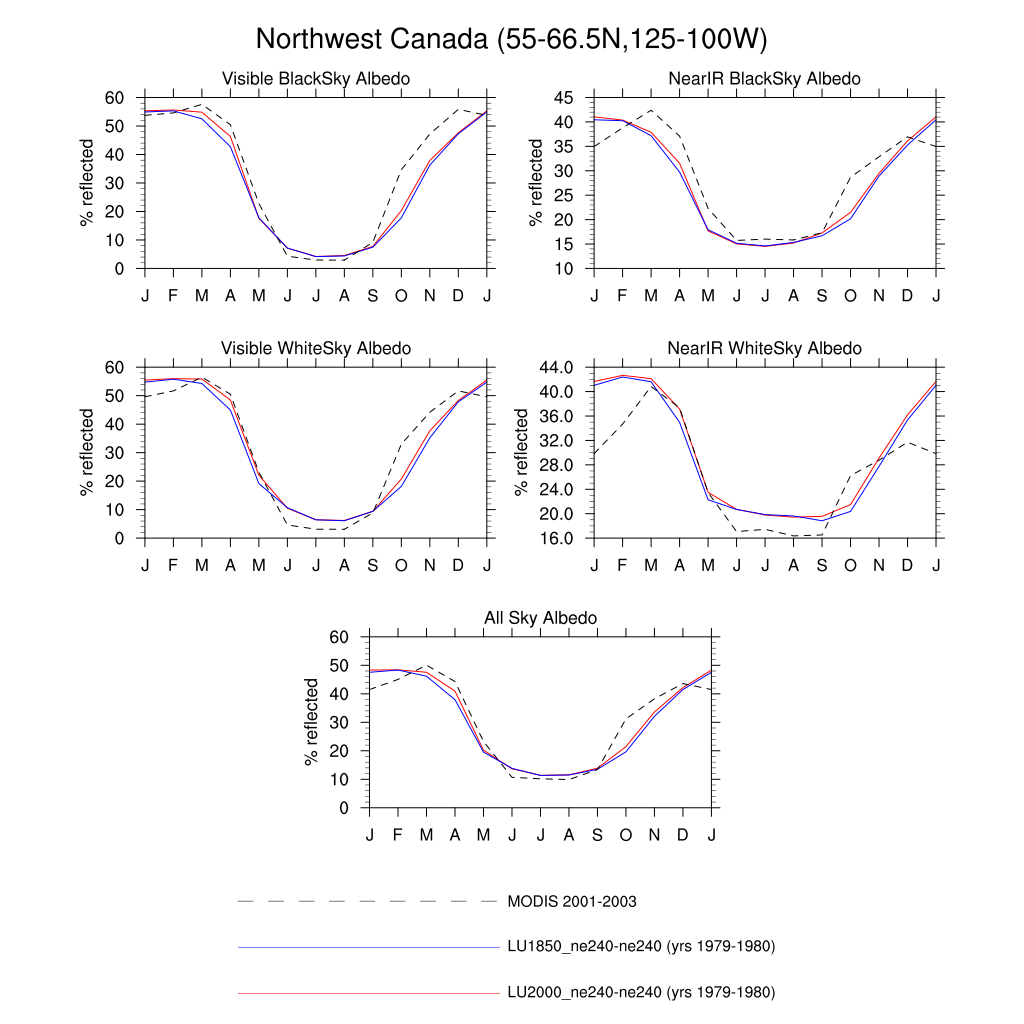 Northwest Canada (55-66.5N,125-100W)
Visible BlackSky Albedo
% reflected
60
50
40
30
20
10
0
J F M A M J J A S O N D J
NearIR BlackSky Albedo
% reflected
45
40
35
30
25
20
15
10
J F M A M J J A S O N D J
Visible WhiteSky Albedo
% reflected
60
50
40
30
20
10
0
J F M A M J J A S O N D J
NearIR WhiteSky Albedo
% reflected
44.0
40.0
36.0
32.0
28.0
24.0
20.0
16.0
J F M A M J J A S O N D J
All Sky Albedo
% reflected
60
50
40
30
20
10
0
J F M A M J J A S O N D J
MODIS 2001-2003
LU1850_ne240-ne240 (yrs 1979-1980)
LU2000_ne240-ne240 (yrs 1979-1980)